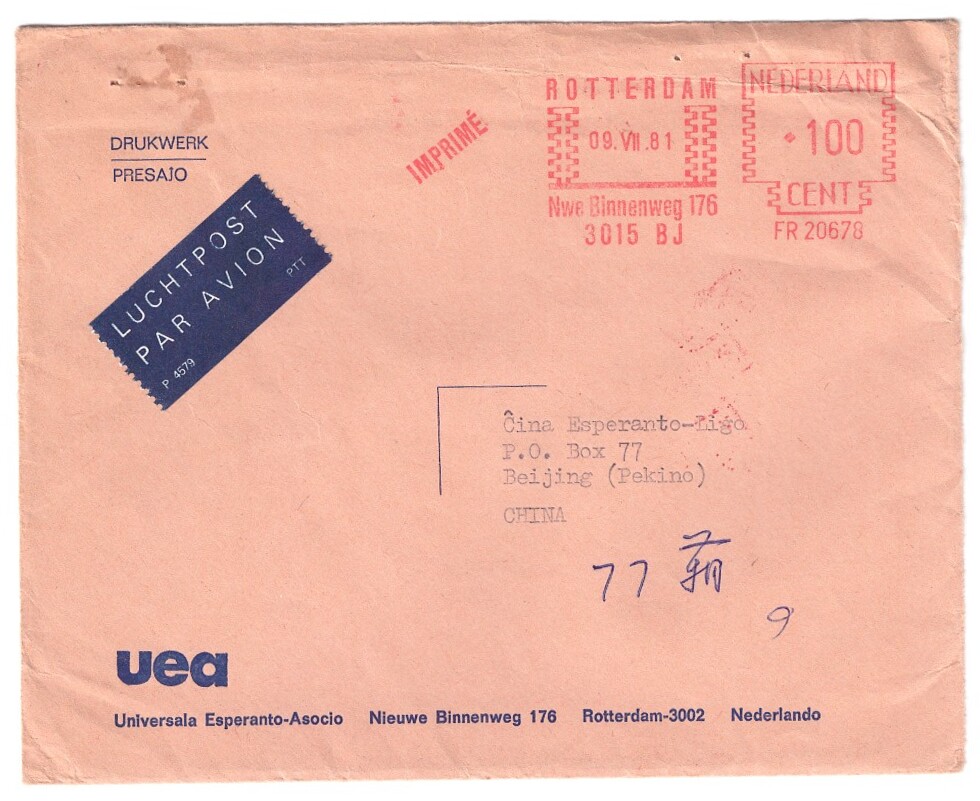 ROTTERDAM
09.VII.81
Nwe Binnenweg 176
3015 BJ
NEDERLAND
100
CENT
FR 20678
IMPRIMÉ
DRUKWERK
PRESAĴO
LUCHTPOST
PAR AVION
P 4579
PTT
Ĉina Esperanto-Ligo
P.O. Box 77
Beijing (Pekino)
CHINA
77
9
uea
Universala Esperanto-Asocio Nieuwe Binnenweg 176 Rotterdam-3002 Nederlando